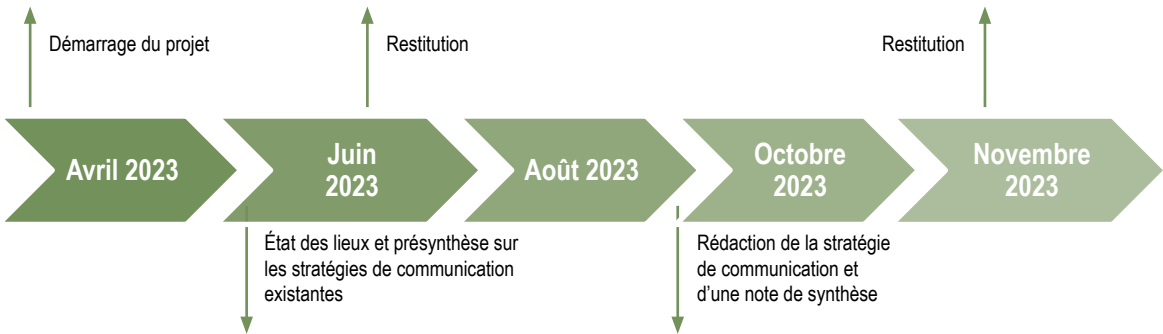 Démarrage du projet
Restitution
Restitution
Avril 2023
Juin
2023
Août 2023
Octobre
2023
Novembre
2023
État des lieux et présynthèse sur
les stratégies de communication
existantes
Rédaction de la stratégie
de communication et
d’une note de synthèse